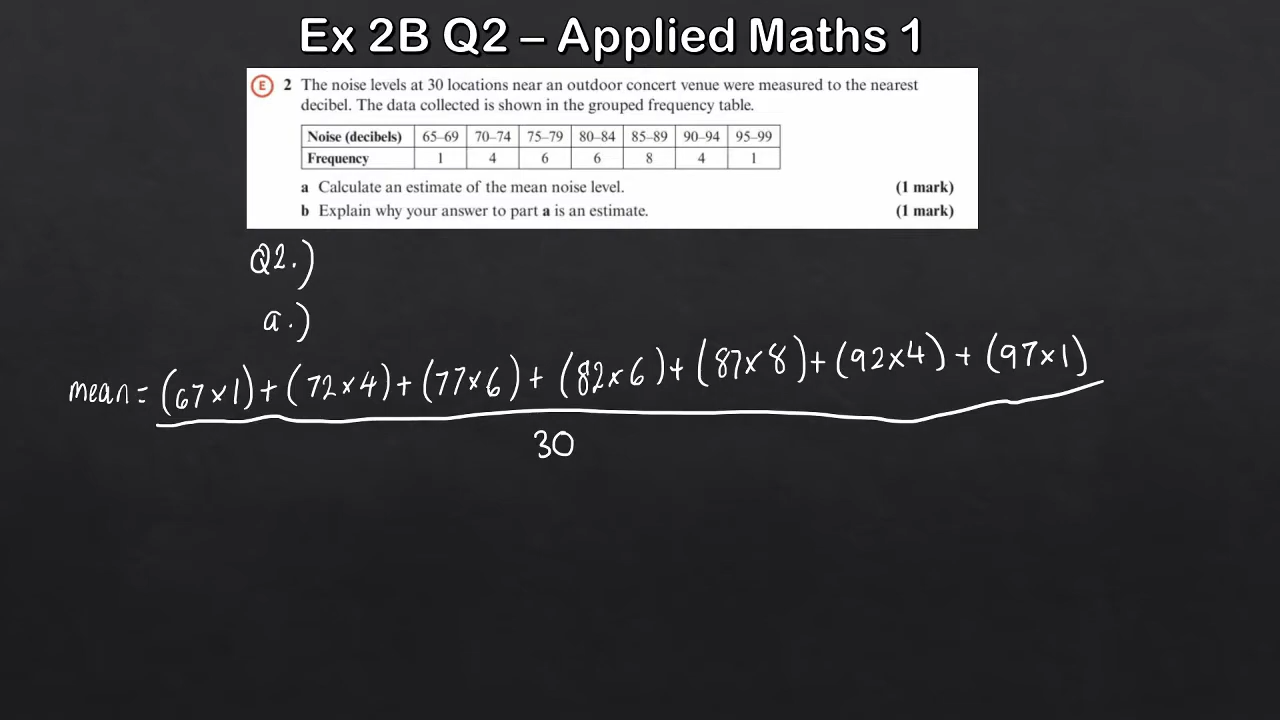 Ex 2B Q2 – Applied Maths 1
E 2 The noise levels at 30 locations near an outdoor concert venue were measured to the nearest
decibel. The data collected is shown in the grouped frequency table.
Noise (decibels) 65–69 70–74 75–79 80–84 85–89 90–94 95–99
Frequency 1 4 6 6 8 4 1
a Calculate an estimate of the mean noise level. (1 mark)
b Explain why your answer to part a is an estimate. (1 mark)
Q2.)
a.)
mean = (67×1) + (72×4) + (77×6) + (82×6) + (87×8) + (92×4) + (97×1)
30